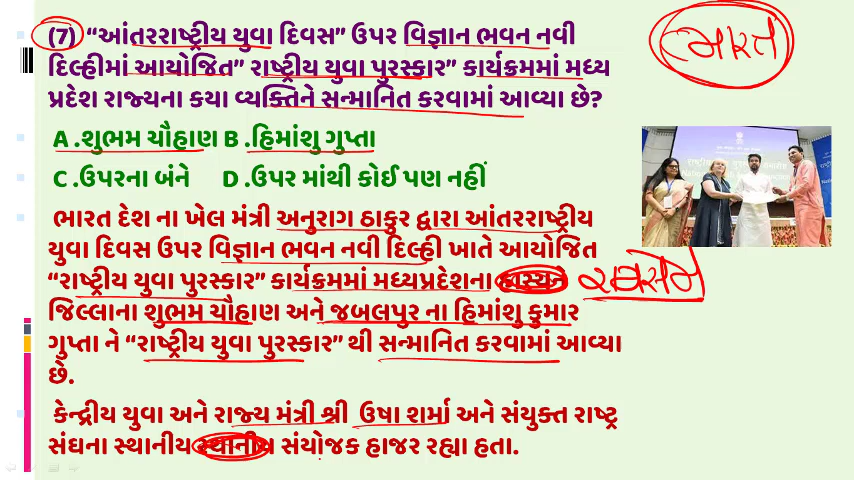 (7) “આંતરરાષ્ટ્રીય યુવા દિવસ” ઉપર વિજ્ઞાન ભવન નવી
દિલ્હીમાં આયોજિત” રાષ્ટ્રીય યુવા પુરસ્કાર” કાર્યક્રમમાં મધ્ય
પ્રદેશ રાજ્યના કયા વ્યક્તિને સન્માનિત કરવામાં આવ્યા છે?
ભારત
A .શુભમ ચૌહાણ B .હિમાંશુ ગુપ્તા
C .ઉપરના બંને D .ઉપર માંથી કોઈ પણ નહીં
ભારત દેશ ના ખેલ મંત્રી અનુરાગ ઠાકુર દ્વારા આંતરરાષ્ટ્રીય
યુવા દિવસ ઉપર વિજ્ઞાન ભવન નવી દિલ્હી ખાતે આયોજિત
“રાષ્ટ્રીય યુવા પુરસ્કાર” કાર્યક્રમમાં મધ્યપ્રદેશના
જિલ્લાના શુભમ ચૌહાણ અને જબલપુર ના હિમાંશુ કુમાર
ગુપ્તા ને “રાષ્ટ્રીય યુવા પુરસ્કાર” થી સન્માનિત કરવામાં આવ્યા
છે.
કેન્દ્રીય યુવા અને રાજ્ય મંત્રી શ્રી ઉષા શર્મા અને સંયુક્ત રાષ્ટ્ર
સંઘના સ્થાનીય સ્થાનીય સંયોજક હાજર રહ્યા હતા.